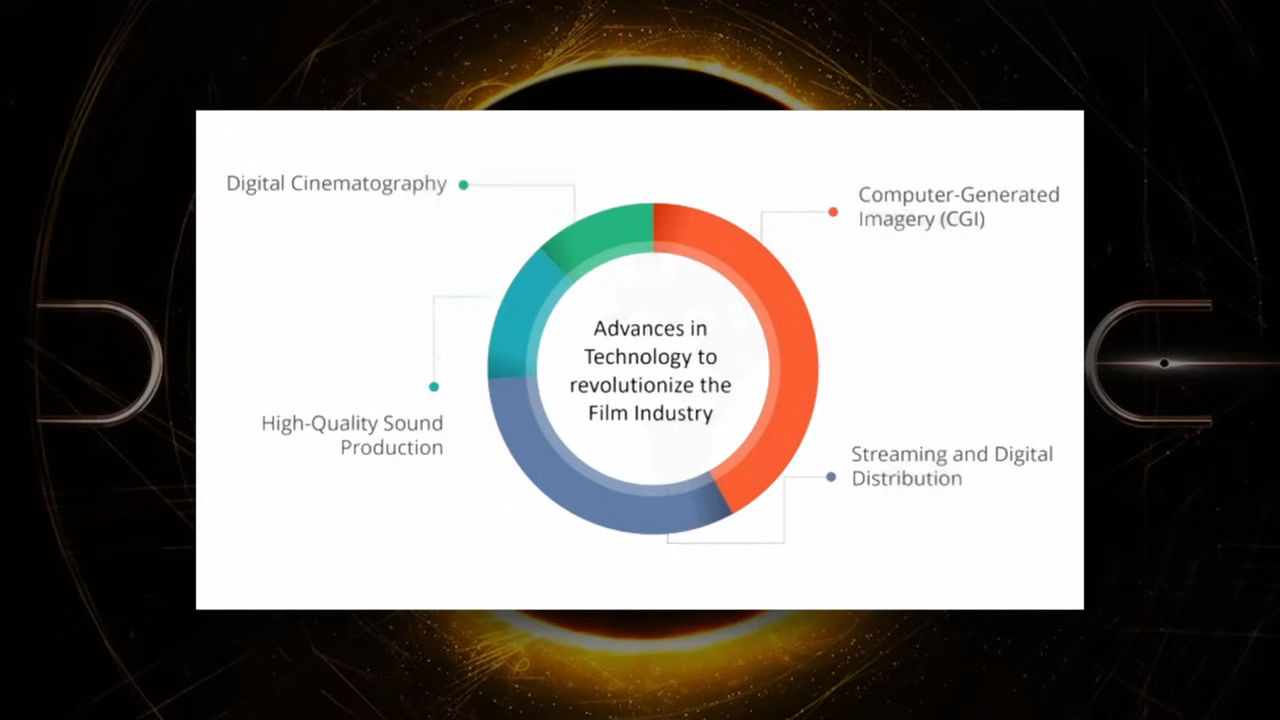 Digital Cinematography
Computer-Generated
Imagery (CGI)
Advances in
Technology to
revolutionize the
Film Industry
High-Quality Sound
Production
Streaming and Digital
Distribution